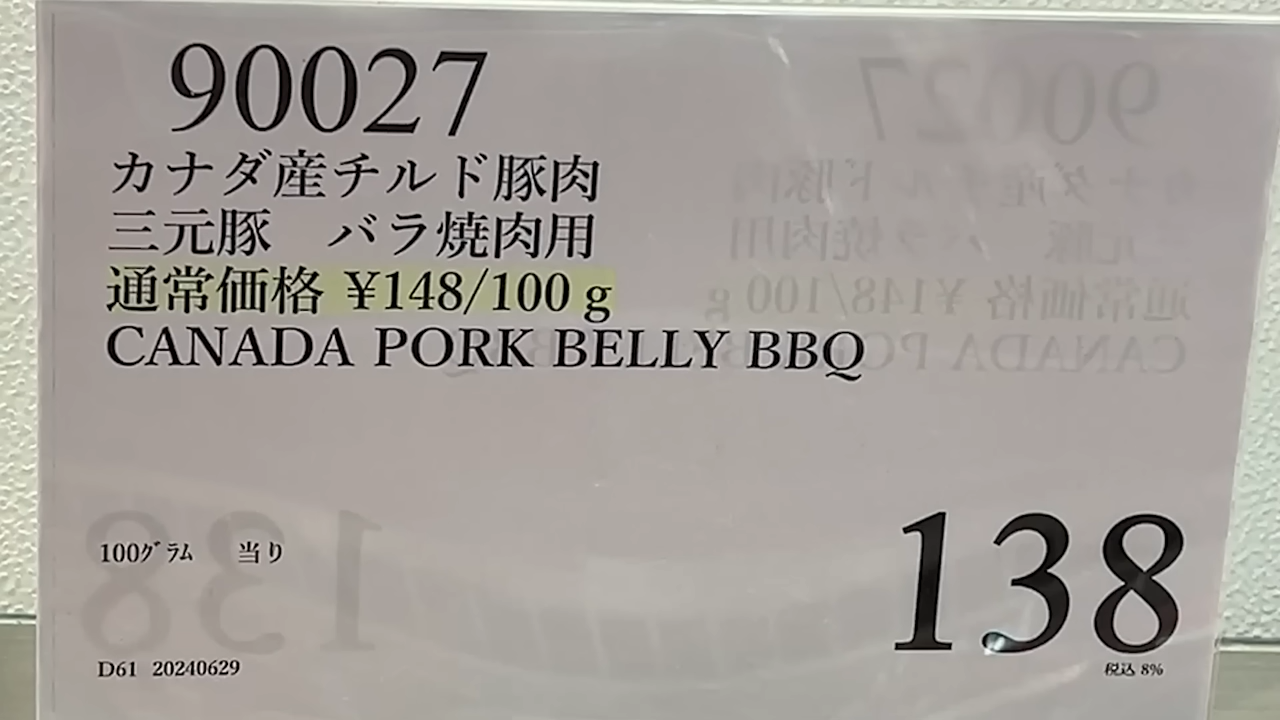 90027
カナダ産チルド豚肉
三元豚　バラ焼肉用
通常価格 ¥148/100 g
CANADA PORK BELLY BBQ
100グラム　当り
138
税込 8%
D61 20240629